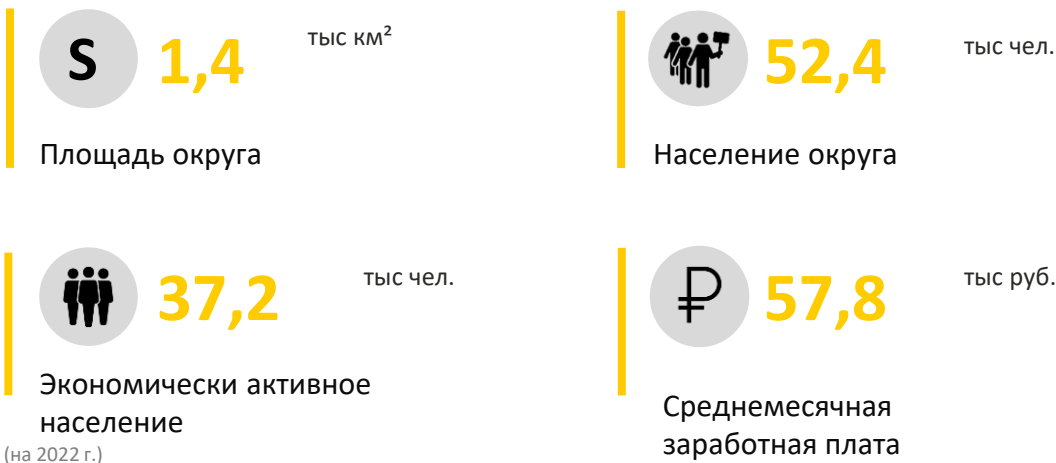 S 1,4 тыс км²
Площадь округа
52,4 тыс чел.
Население округа
37,2 тыс чел.
Экономически активное
население
(на 2022 г.)
₽ 57,8 тыс руб.
Среднемесячная
заработная плата